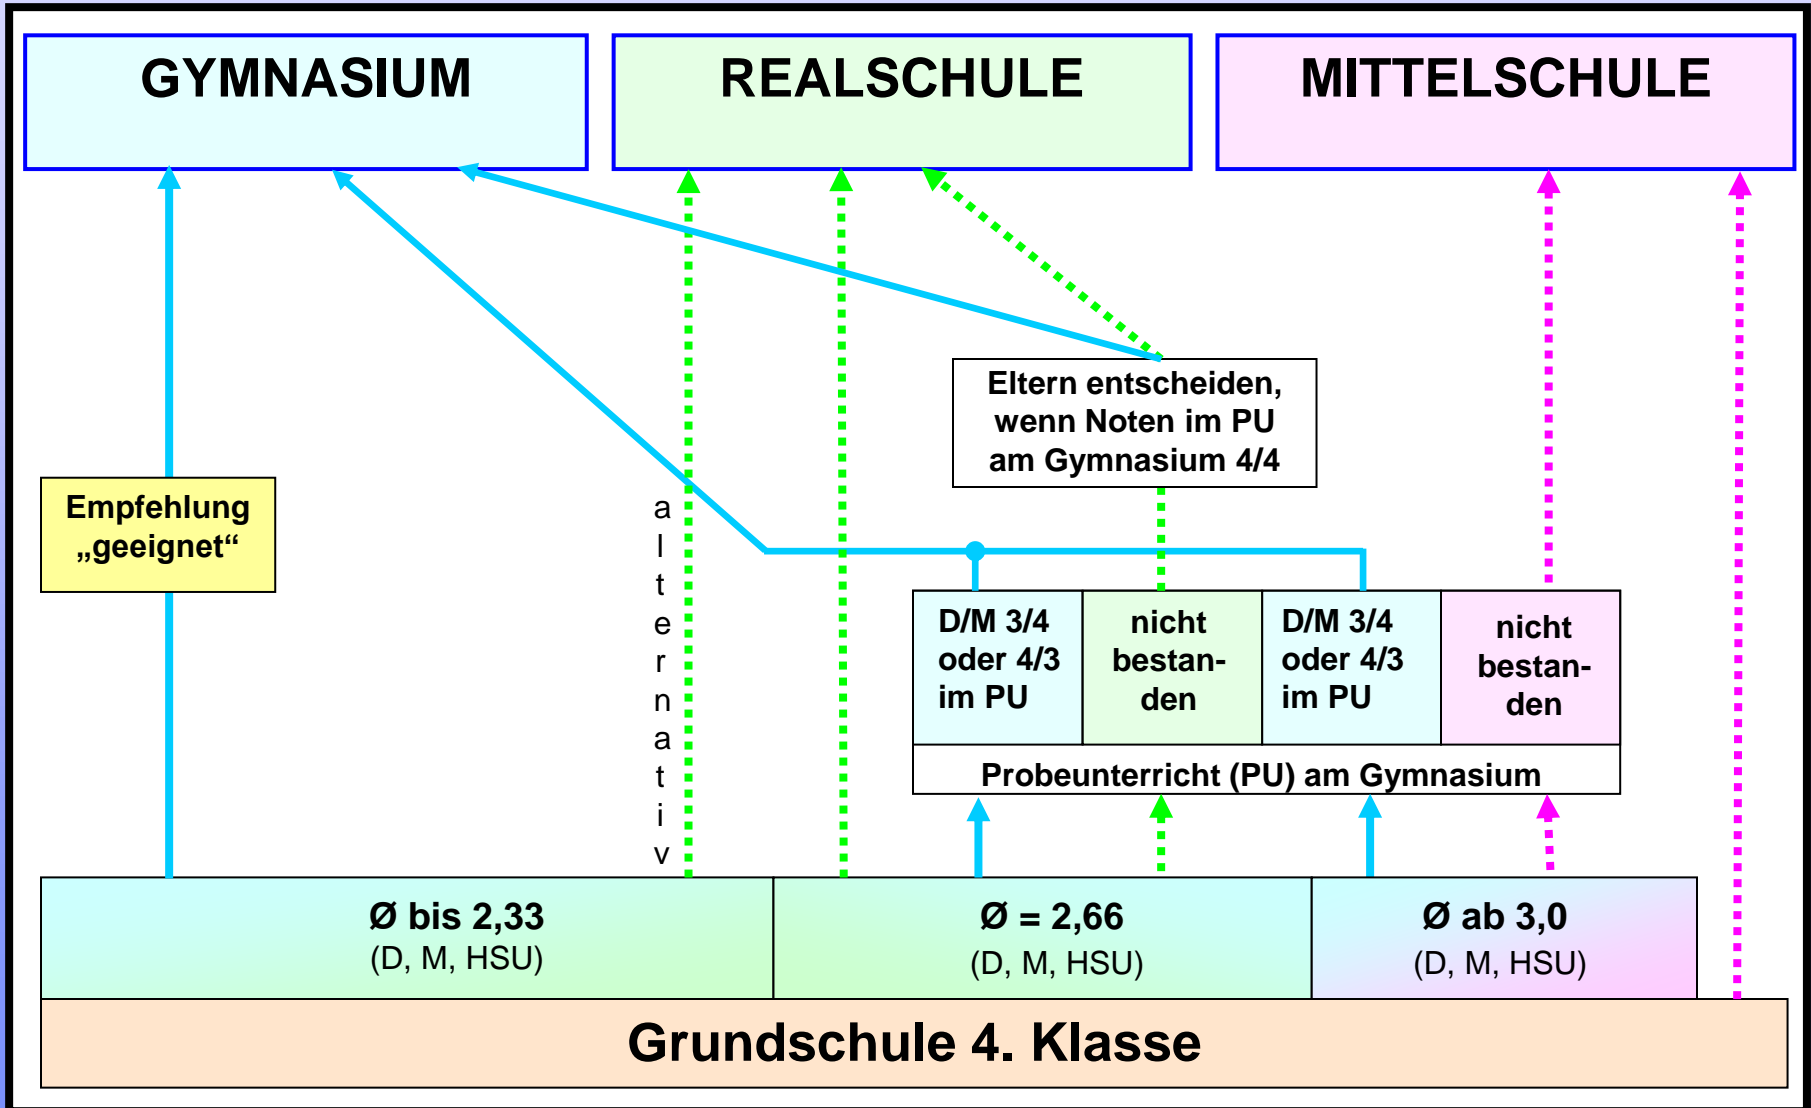 GYMNASIUM
REALSCHULE
MITTELSCHULE
Eltern entscheiden,
wenn Noten im PU
am Gymnasium 4/4
Empfehlung
„geeignet“
alternativ
D/M 3/4
oder 4/3
im PU
nicht
bestan-
den
D/M 3/4
oder 4/3
im PU
nicht
bestan-
den
Probeunterricht (PU) am Gymnasium
Ø bis 2,33
(D, M, HSU)
Ø = 2,66
(D, M, HSU)
Ø ab 3,0
(D, M, HSU)
Grundschule 4. Klasse